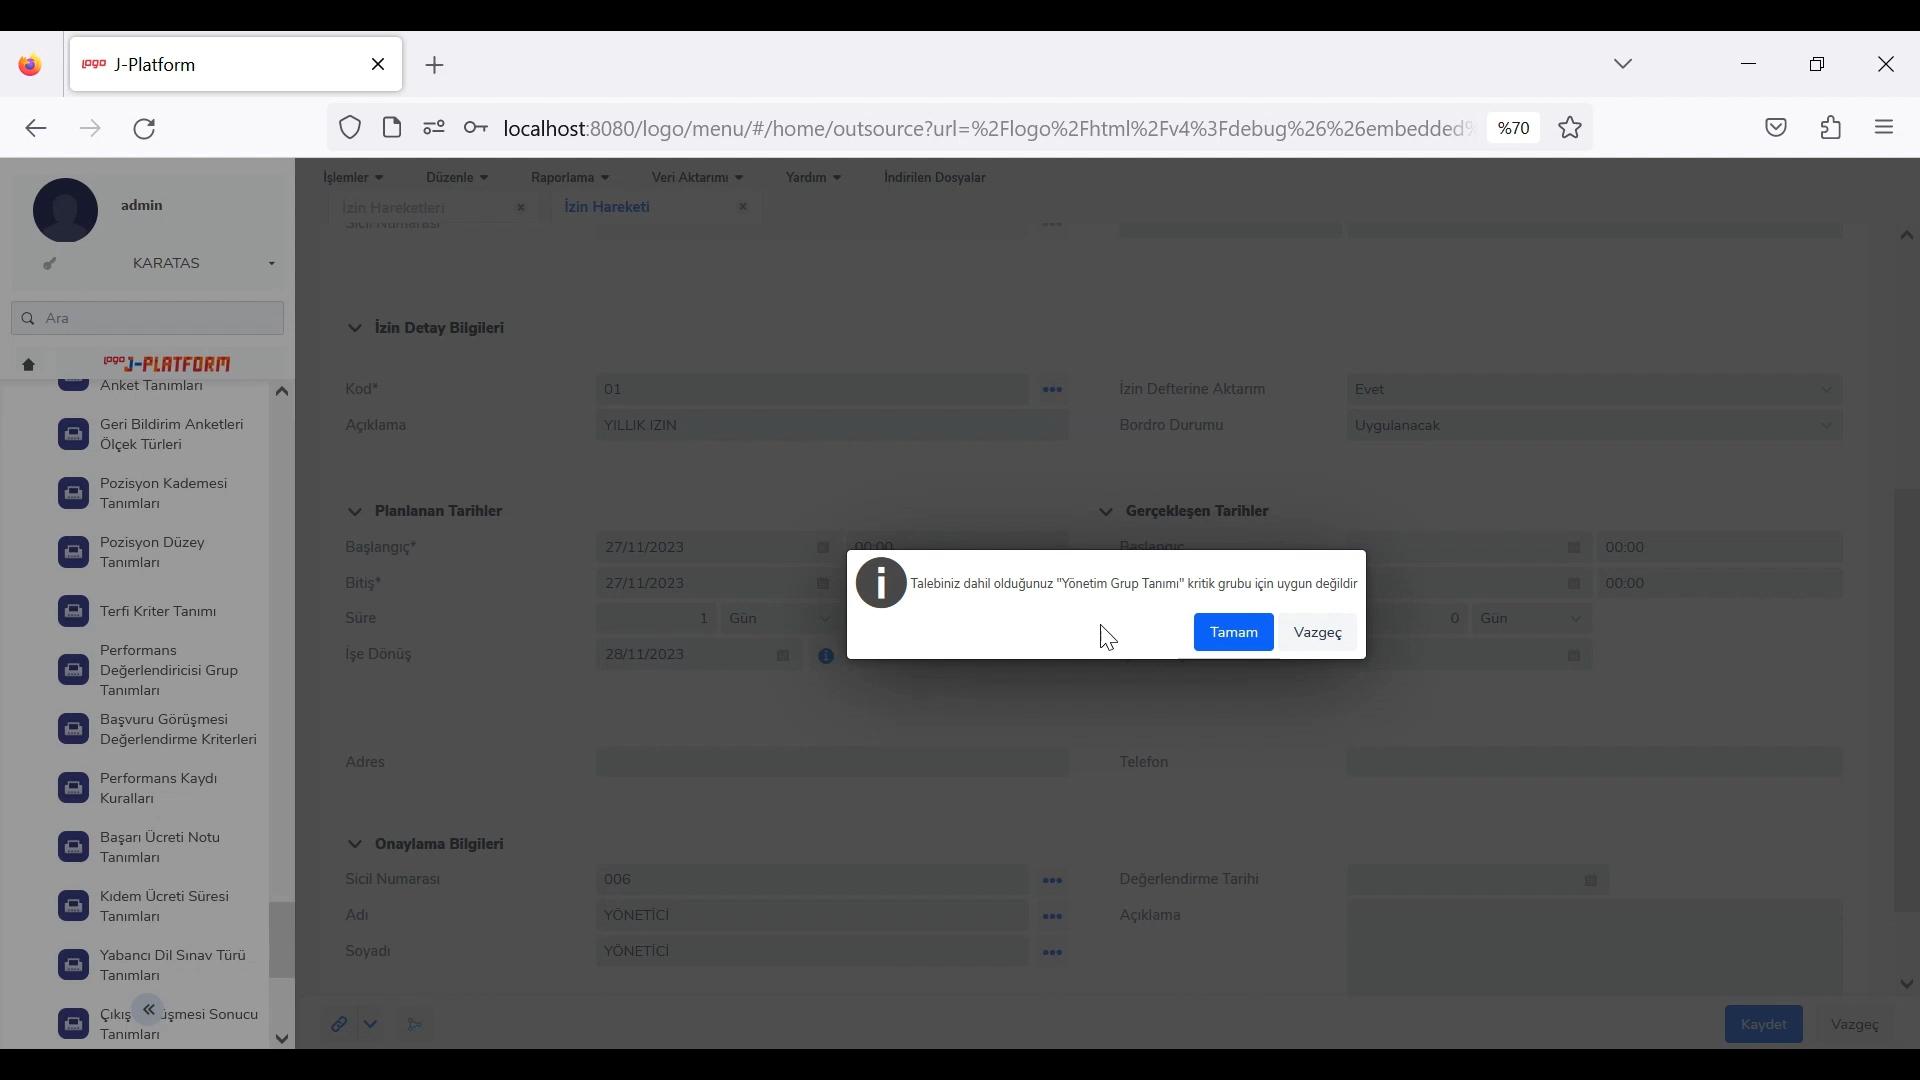 logo J-Platform
localhost:8080/logo/menu/#/home/outsource?url=%2Flogo%2Fhtml%2Fv4%3Fdebug%26%26embedded%
%70
admin
KARATAS
Ara
logo J-PLATFORM
Anket Tanımları
Geri Bildirim Anketleri
Ölçek Türleri
Pozisyon Kademesi
Tanımları
Pozisyon Düzey
Tanımları
Terfi Kriter Tanımı
Performans
Değerlendiricisi Grup
Tanımları
Başvuru Görüşmesi
Değerlendirme Kriterleri
Performans Kaydı
Kuralları
Başarı Ücreti Notu
Tanımları
Kıdem Ücreti Süresi
Tanımları
Yabancı Dil Sınav Türü
Tanımları
Çıkış üşmesi Sonucu
Tanımları
İşlemler Düzenle Raporlama Veri Aktarımı Yardım İndirilen Dosyalar
İzin Hareketleri İzin Hareketi
Sicil Numarası
İzin Detay Bilgileri
Kod* 01 İzin Defterine Aktarım Evet
Açıklama YILLIK IZIN Bordro Durumu Uygulanacak
Planlanan Tarihler Gerçekleşen Tarihler
Başlangıç* 27/11/2023 00:00 Başlangıç 00:00
Bitiş* 27/11/2023 00:00
Süre 1 Gün 0 Gün
İşe Dönüş 28/11/2023
Talebiniz dahil olduğunuz "Yönetim Grup Tanımı" kritik grubu için uygun değildir
Tamam Vazgeç
Adres Telefon
Onaylama Bilgileri
Sicil Numarası 006 Değerlendirme Tarihi
Adı YÖNETİCİ Açıklama
Soyadı YÖNETİCİ
Kaydet Vazgeç